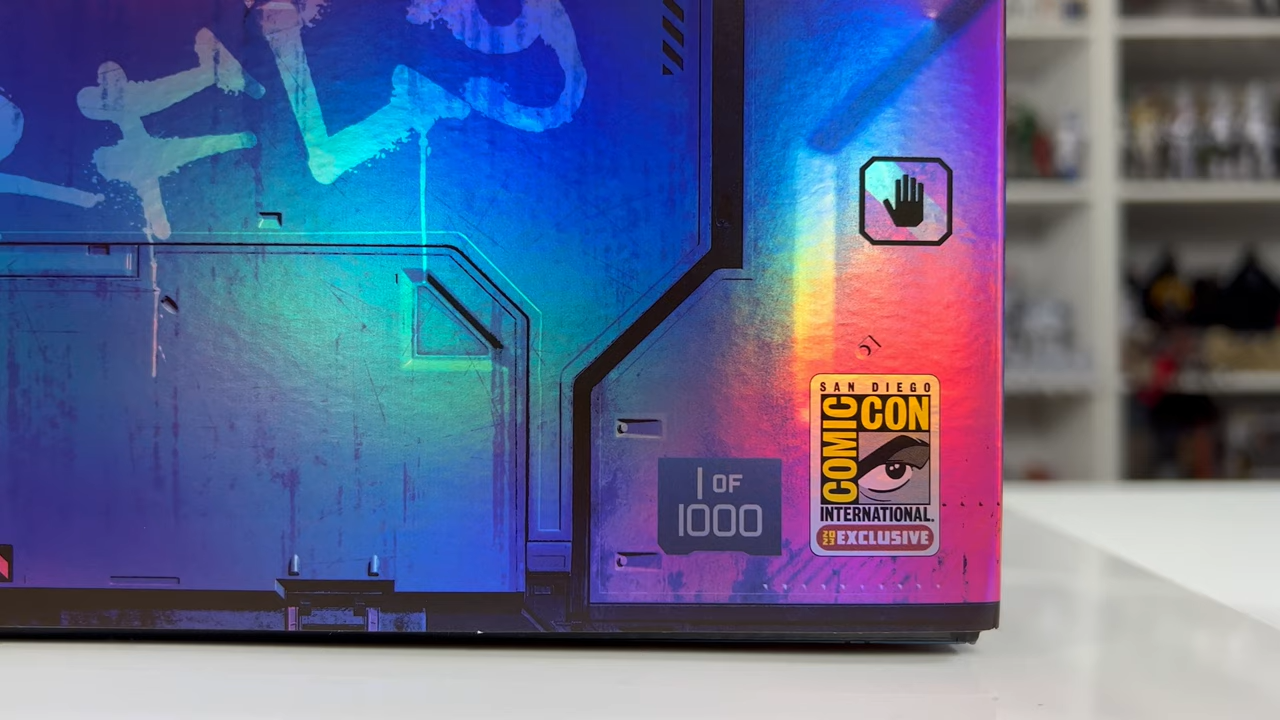 1 OF
1000
SAN DIEGO
COMIC
CON
INTERNATIONAL.
2023 EXCLUSIVE